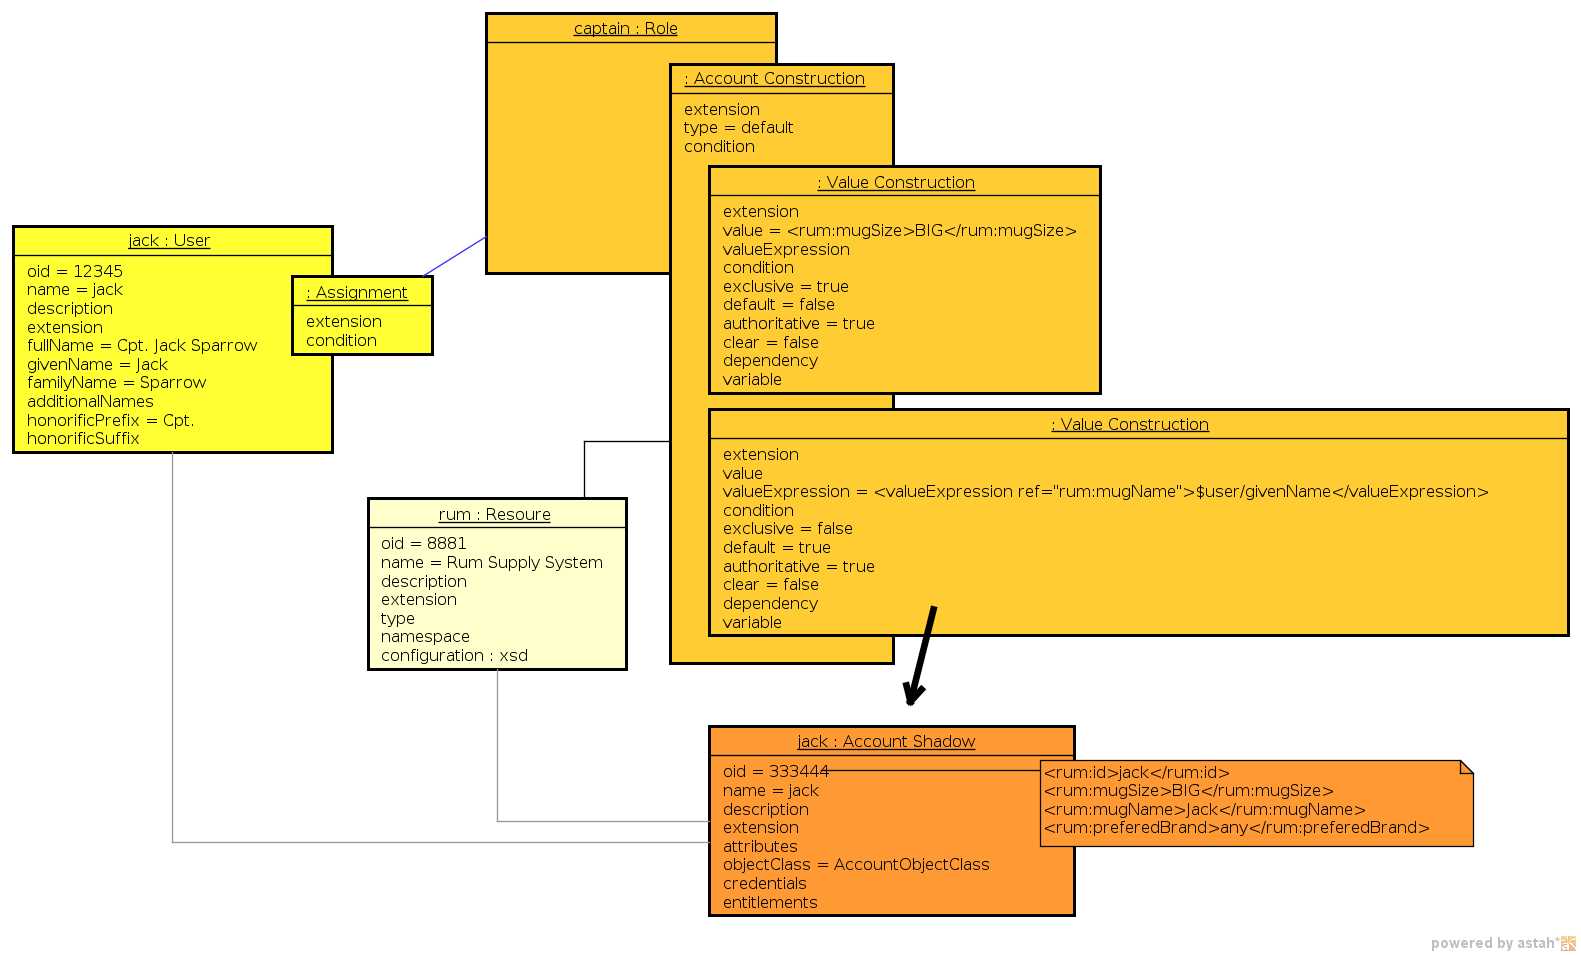 captain : Role
: Account Construction
extension
type = default
condition
: Value Construction
extension
value = <rum:mugSize>BIG</rum:mugSize>
valueExpression
condition
exclusive = true
default = false
authoritative = true
clear = false
dependency
variable
jack : User
oid = 12345
name = jack
description
extension
fullName = Cpt. Jack Sparrow
givenName = Jack
familyName = Sparrow
additionalNames
honorificPrefix = Cpt.
honorificSuffix
: Assignment
extension
condition
: Value Construction
extension
value
valueExpression = <valueExpression ref="rum:mugName">$user/givenName</valueExpression>
condition
exclusive = false
default = true
authoritative = true
clear = false
dependency
variable
rum : Resoure
oid = 8881
name = Rum Supply System
description
extension
type
namespace
configuration : xsd
jack : Account Shadow
oid = 333444
name = jack
description
extension
attributes
objectClass = AccountObjectClass
credentials
entitlements
<rum:id>jack</rum:id>
<rum:mugSize>BIG</rum:mugSize>
<rum:mugName>Jack</rum:mugName>
<rum:preferedBrand>any</rum:preferedBrand>
powered by astah*